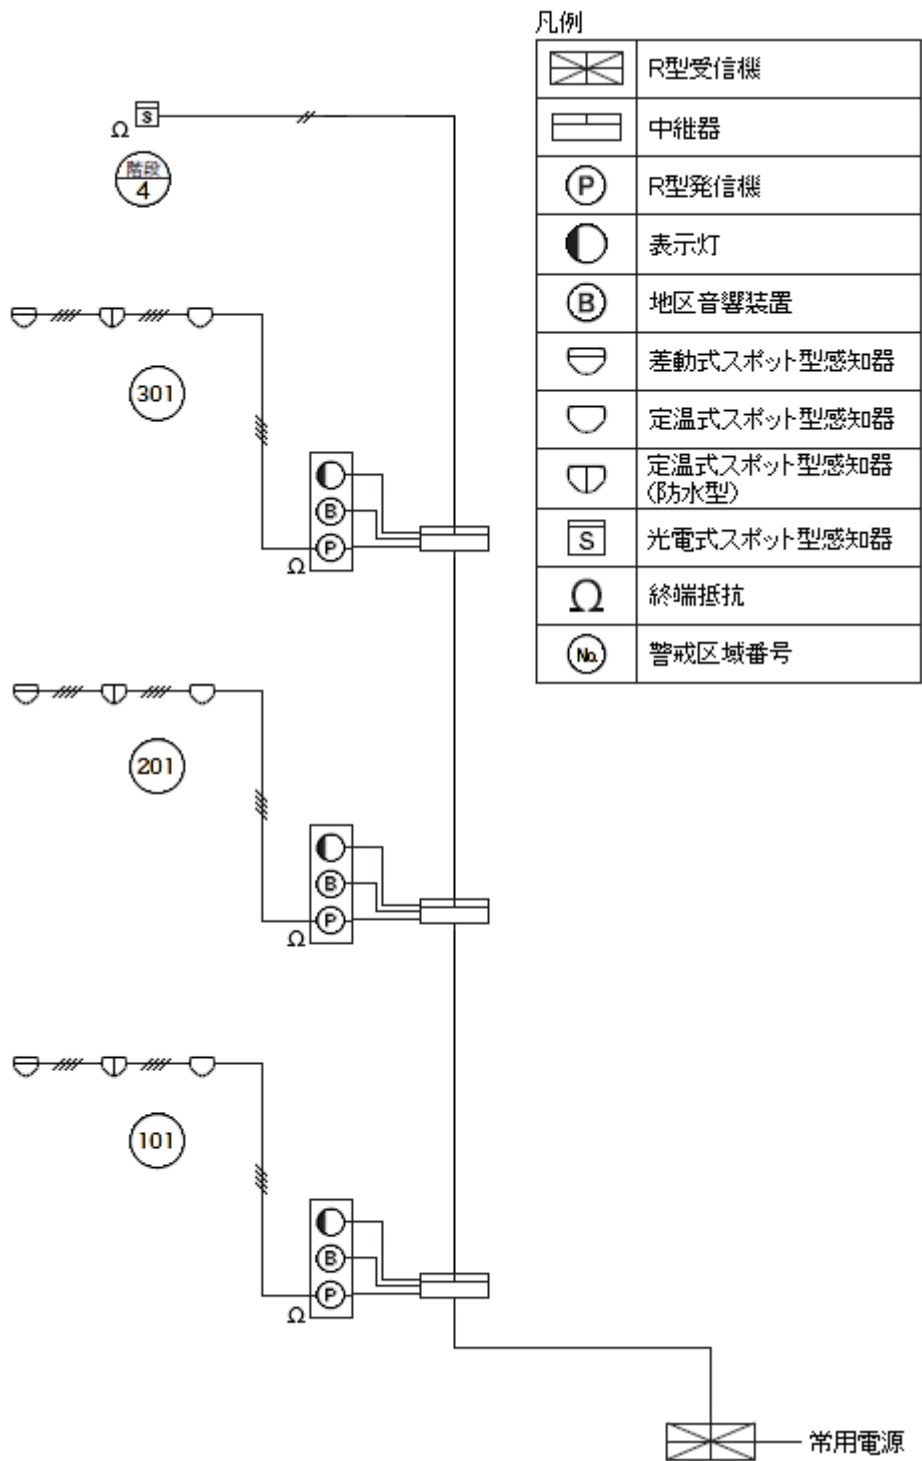 凡例
R型受信機
中継器
P
R型発信機
表示灯
B
地区音響装置
差動式スポット型感知器
定温式スポット型感知器
定温式スポット型感知器
(防水型)
S
光電式スポット型感知器
Ω
終端抵抗
No.
警戒区域番号
S
Ω
階段
4
301
B
P
Ω
201
B
P
Ω
101
B
P
Ω
常用電源